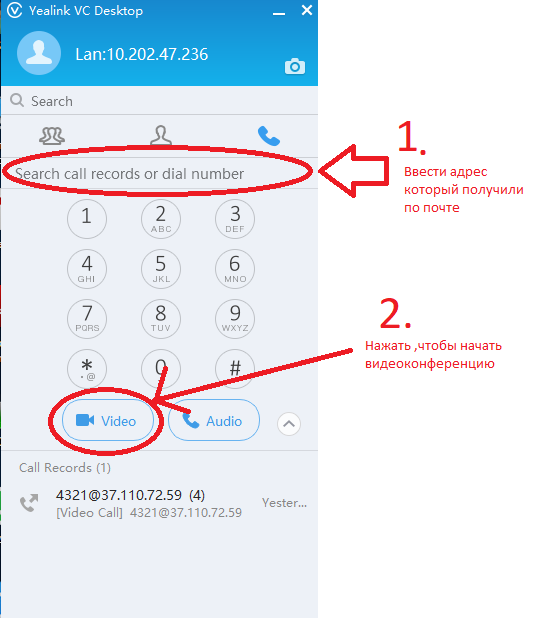 Yealink VC Desktop
Lan:10.202.47.236
Search
Search call records or dial number
1.
Ввести адрес
который получили
по почте
1
2
ABC
3
DEF
4
GHI
5
JKL
6
MNO
7
PQRS
8
TUV
9
WXYZ
*
·@
0
#
2.
Нажать ,чтобы начать
видеоконференцию
Video
Audio
Call Records (1)
4321@37.110.72.59 (4)
[Video Call] 4321@37.110.72.59
Yester...